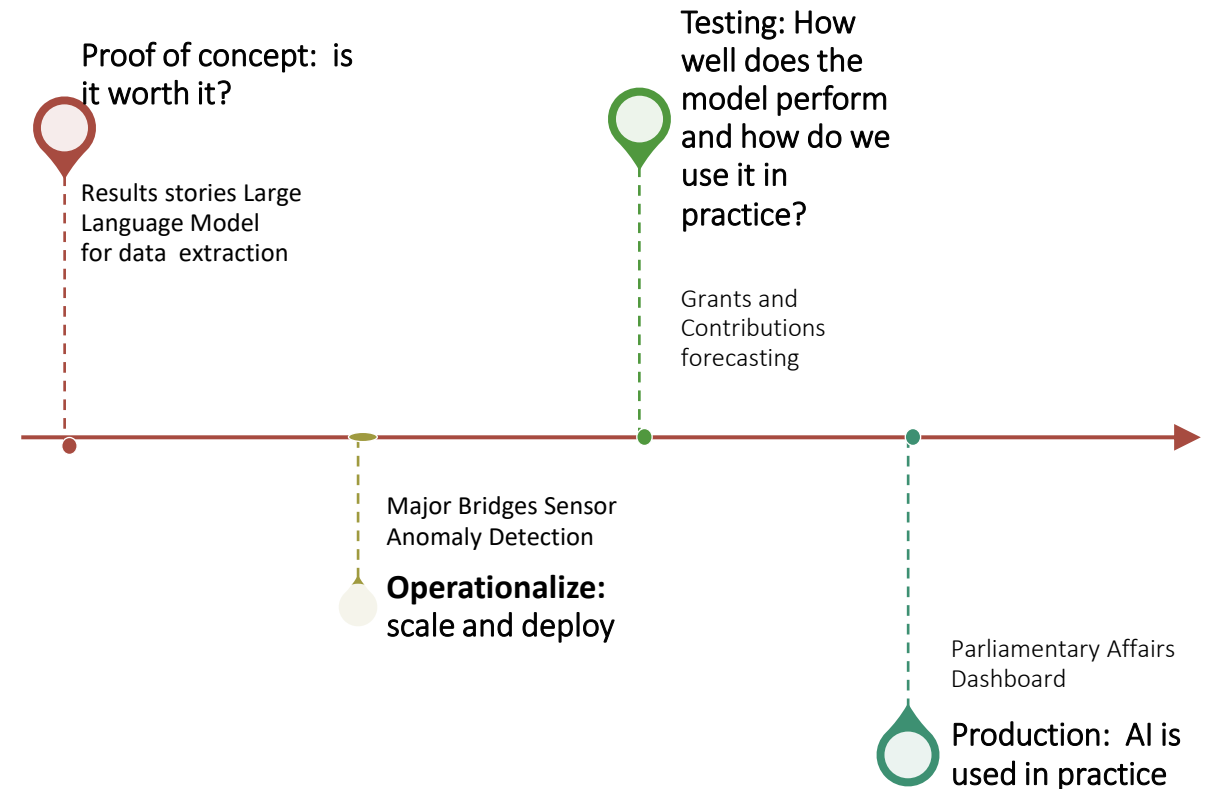 Proof of concept: is
it worth it?
Results stories Large
Language Model
for data extraction
Major Bridges Sensor
Anomaly Detection
Operationalize:
scale and deploy
Testing: How
well does the
model perform
and how do we
use it in
practice?
Grants and
Contributions
forecasting
Parliamentary Affairs
Dashboard
Production: AI is
used in practice